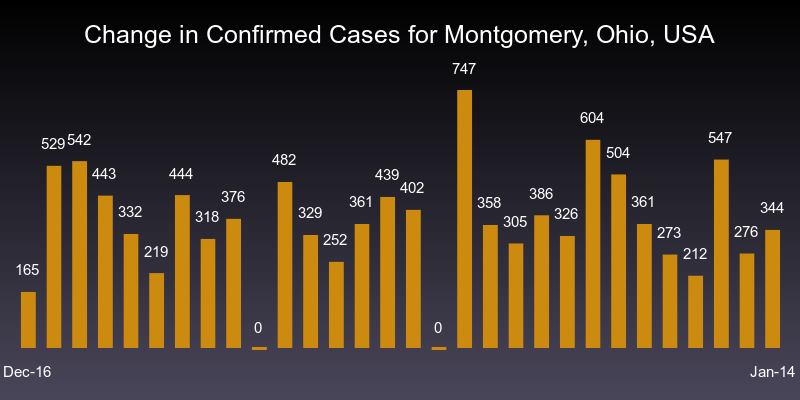 Change in Confirmed Cases for Montgomery, Ohio, USA
165 529 542 443 332 219 444 318 376 0 482 329 252 361 439 402 0 747 358 305 386 326 604 504 361 273 212 547 276 344
Dec-16 Jan-14